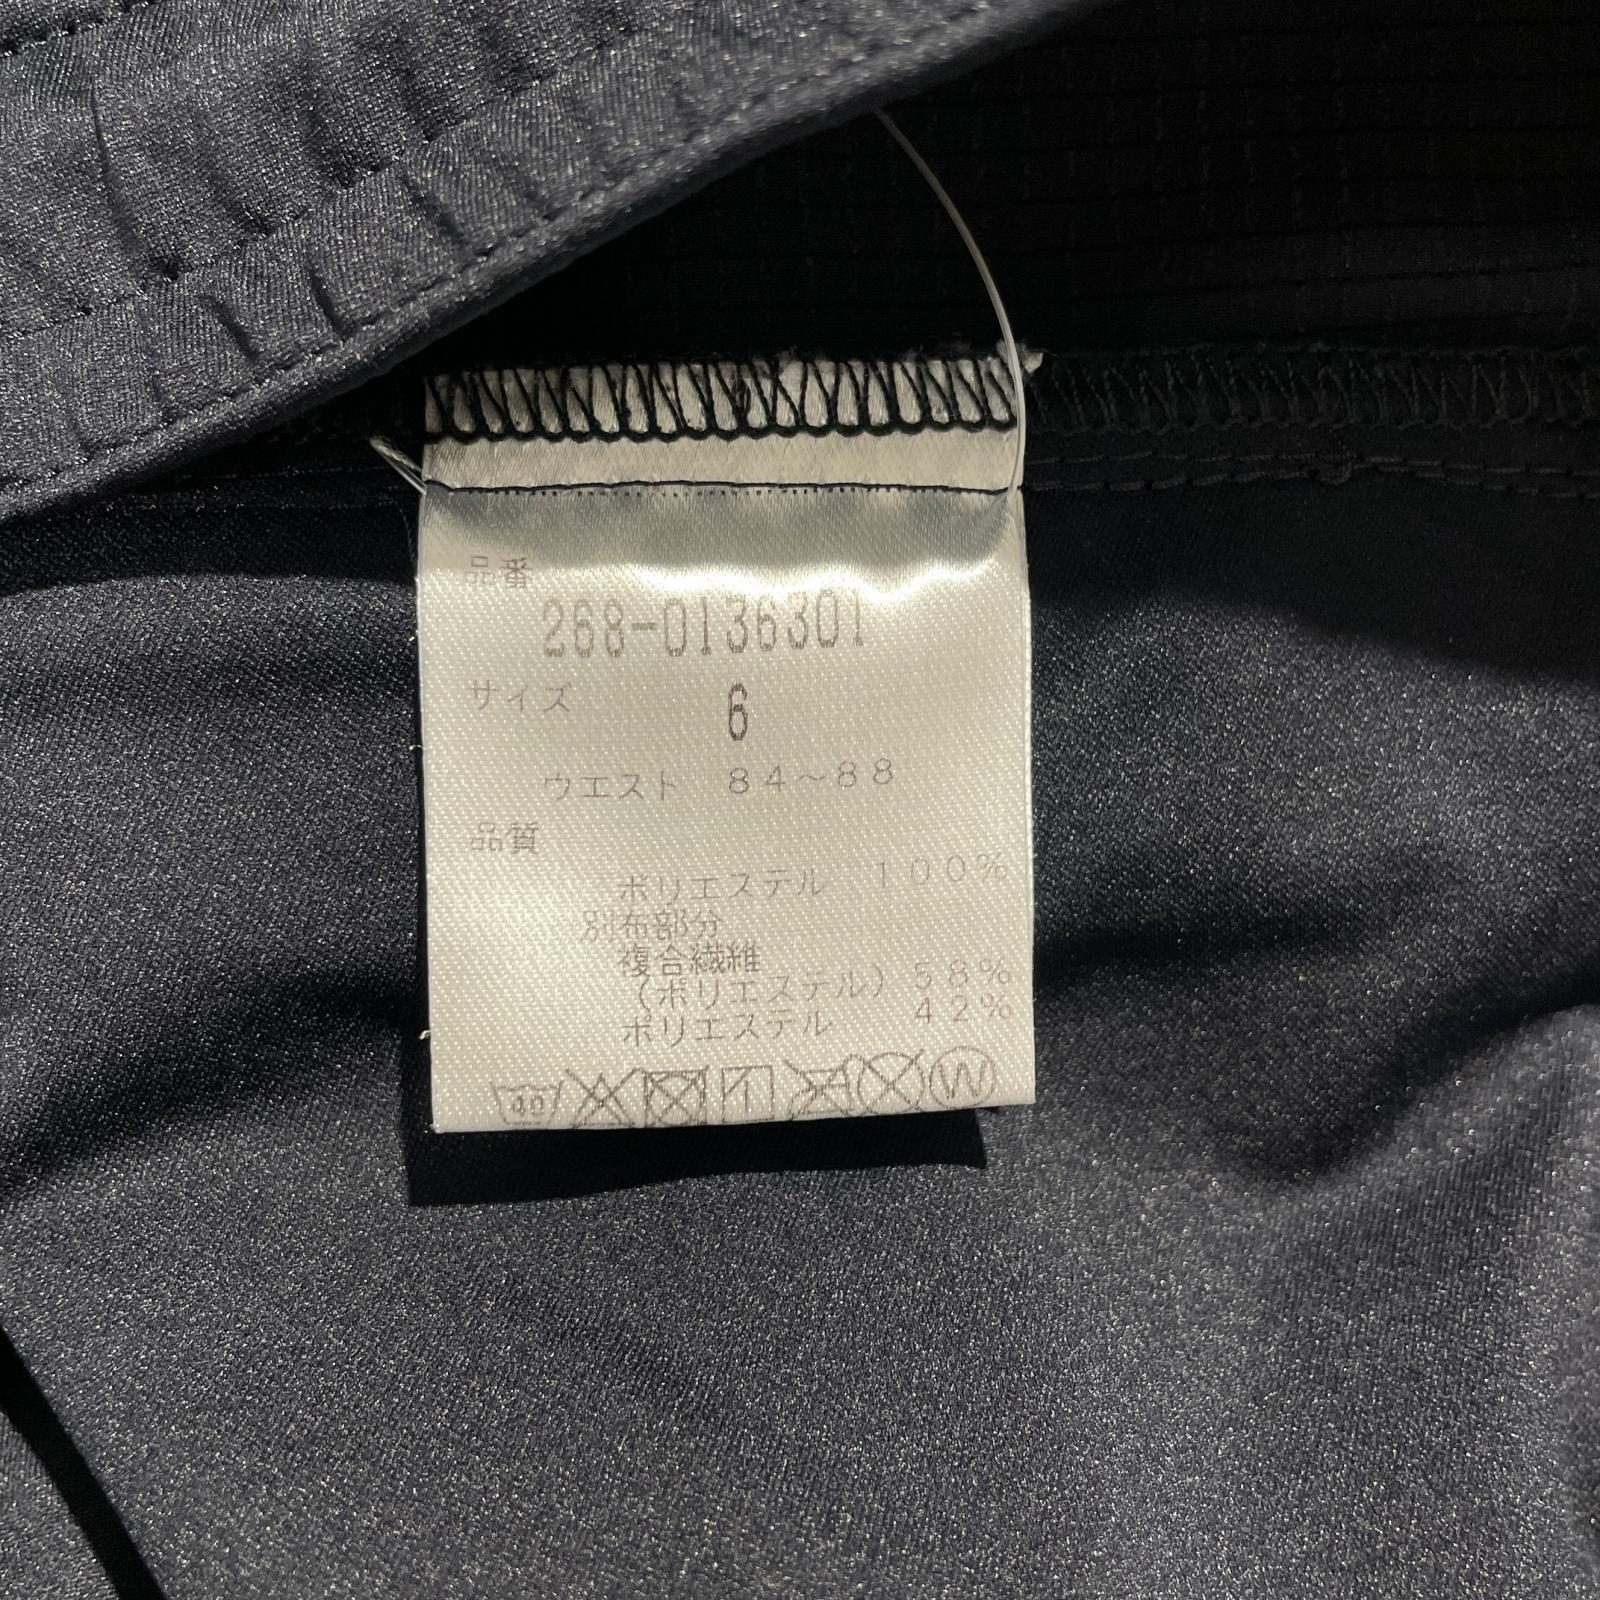 品番
268-0136301
サイズ 6
ウエスト 84～88
品質
ポリエステル 100%
別布部分
複合繊維
(ポリエステル) 58%
ポリエステル 42%
40 W